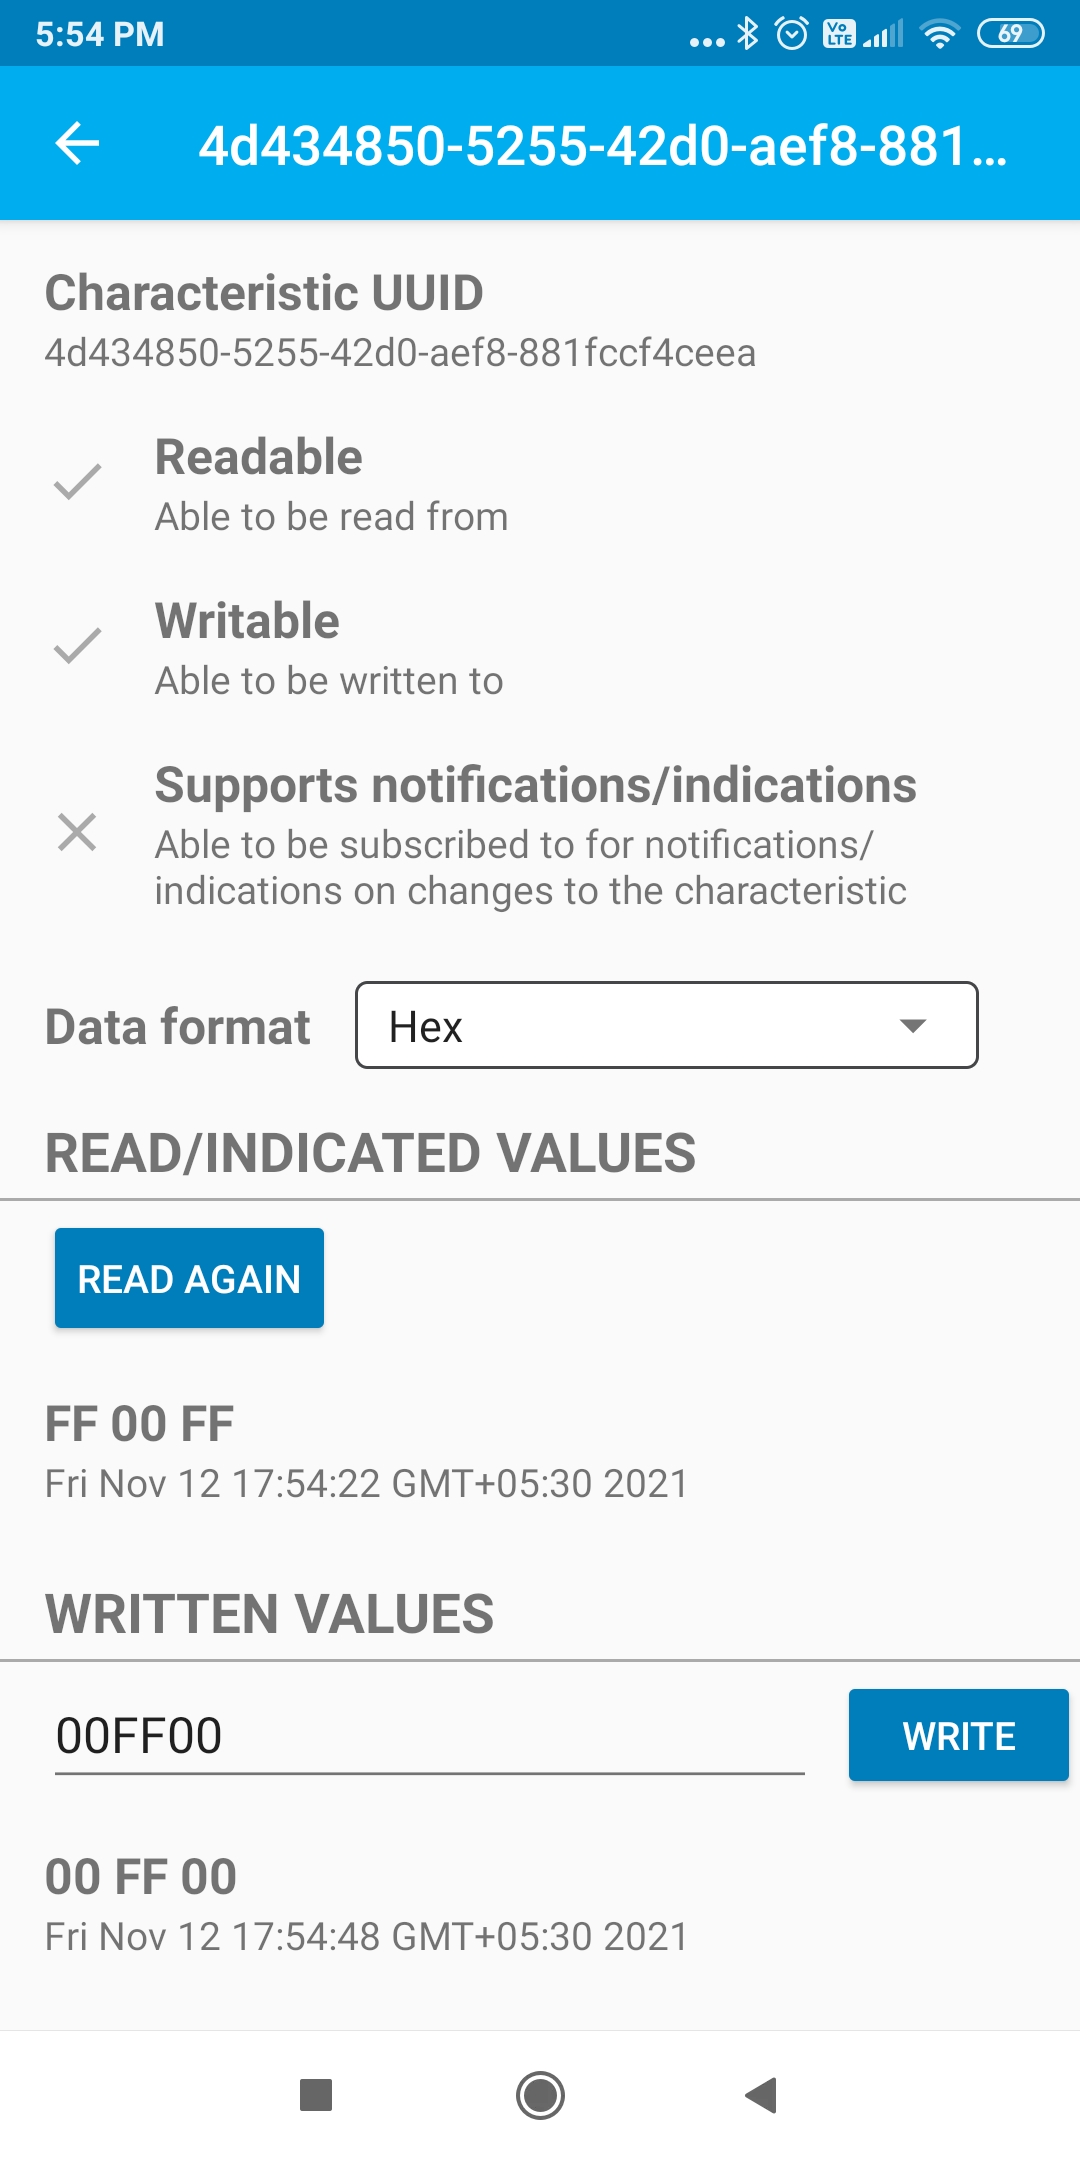 5:54 PM
Vo LTE
69
4d434850-5255-42d0-aef8-881...
Characteristic UUID
4d434850-5255-42d0-aef8-881fccf4ceea
Readable
Able to be read from
Writable
Able to be written to
Supports notifications/indications
Able to be subscribed to for notifications/
indications on changes to the characteristic
Data format
Hex
READ/INDICATED VALUES
READ AGAIN
FF 00 FF
Fri Nov 12 17:54:22 GMT+05:30 2021
WRITTEN VALUES
00FF00
WRITE
00 FF 00
Fri Nov 12 17:54:48 GMT+05:30 2021